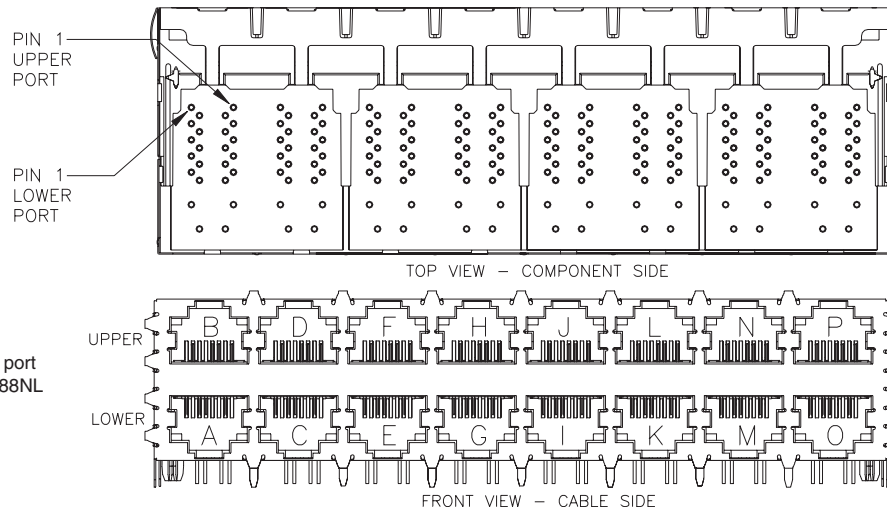 PIN 1
UPPER
PORT
PIN 1
LOWER
PORT
TOP VIEW – COMPONENT SIDE
UPPER
B D F H J L N P
port
88NL
LOWER
A C E G I K M O
FRONT VIEW – CABLE SIDE